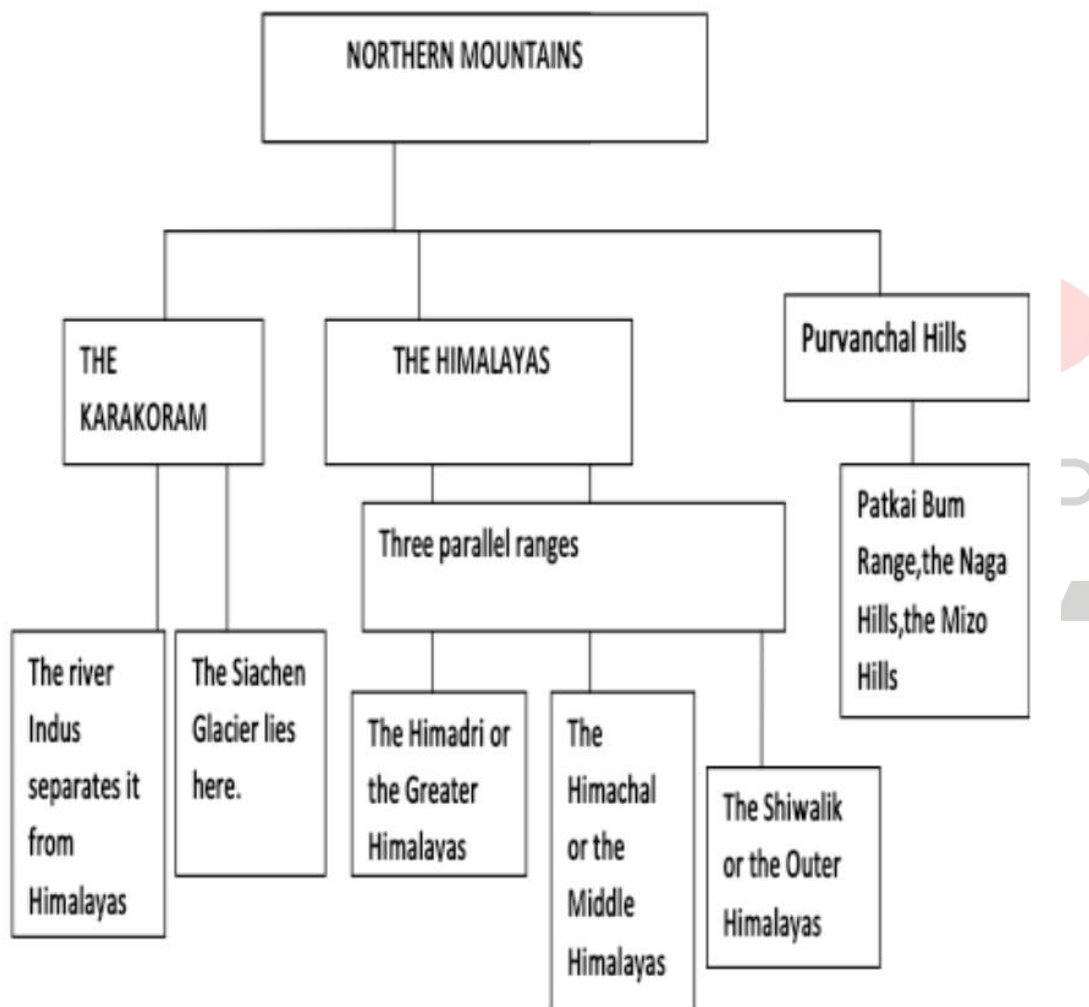 NORTHERN MOUNTAINS
THE
KARAKORAM
THE HIMALAYAS
Purvanchal Hills
Three parallel ranges
Patkai Bum
Range,the Naga
Hills,the Mizo
Hills
The river
Indus
separates it
from
Himalayas
The Siachen
Glacier lies
here.
The Himadri or
the Greater
Himalayas
The
Himachal
or the
Middle
Himalayas
The Shiwalik
or the Outer
Himalayas